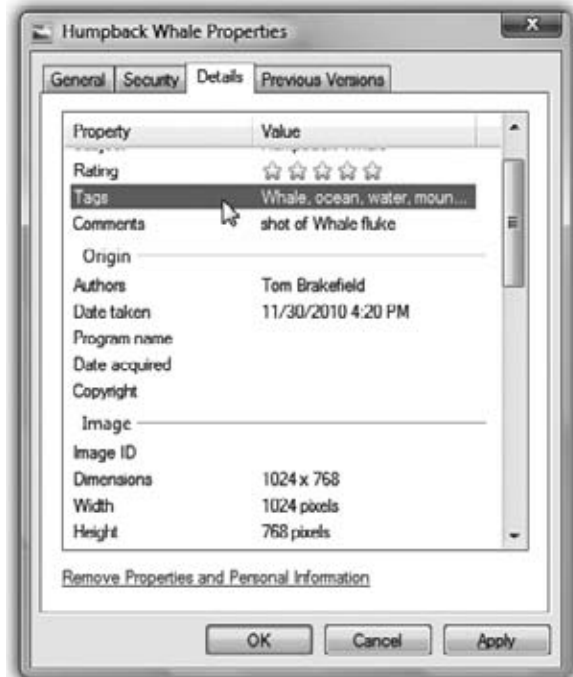 Humpback Whale Properties
General Security Details Previous Versions
Property Value
Rating
Tags Whale, ocean, water, moun...
Comments shot of Whale fluke
Origin
Authors Tom Brakefield
Date taken 11/30/2010 4:20 PM
Program name
Date acquired
Copyright
Image
Image ID
Dimensions 1024 x 768
Width 1024 pixels
Height 768 pixels
Remove Properties and Personal Information
OK Cancel Apply